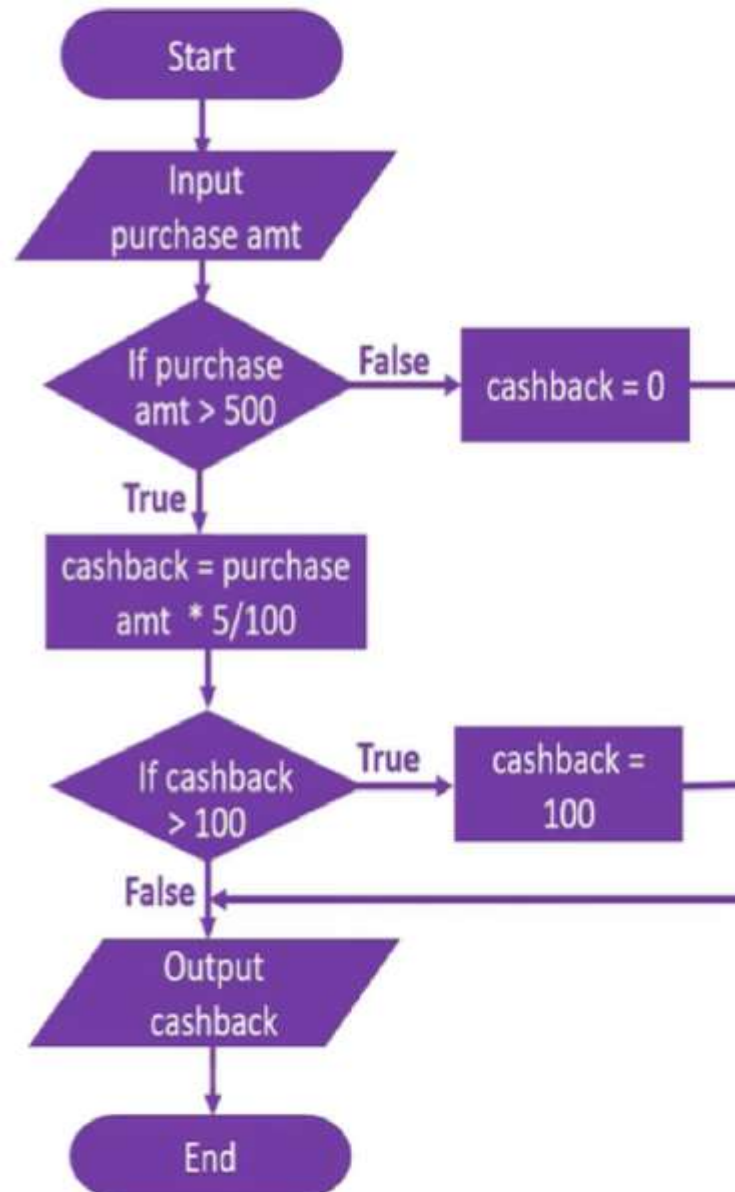 Start
Input
purchase amt
If purchase
amt > 500
False
cashback = 0
True
cashback = purchase
amt * 5/100
If cashback
> 100
True
cashback =
100
False
Output
cashback
End